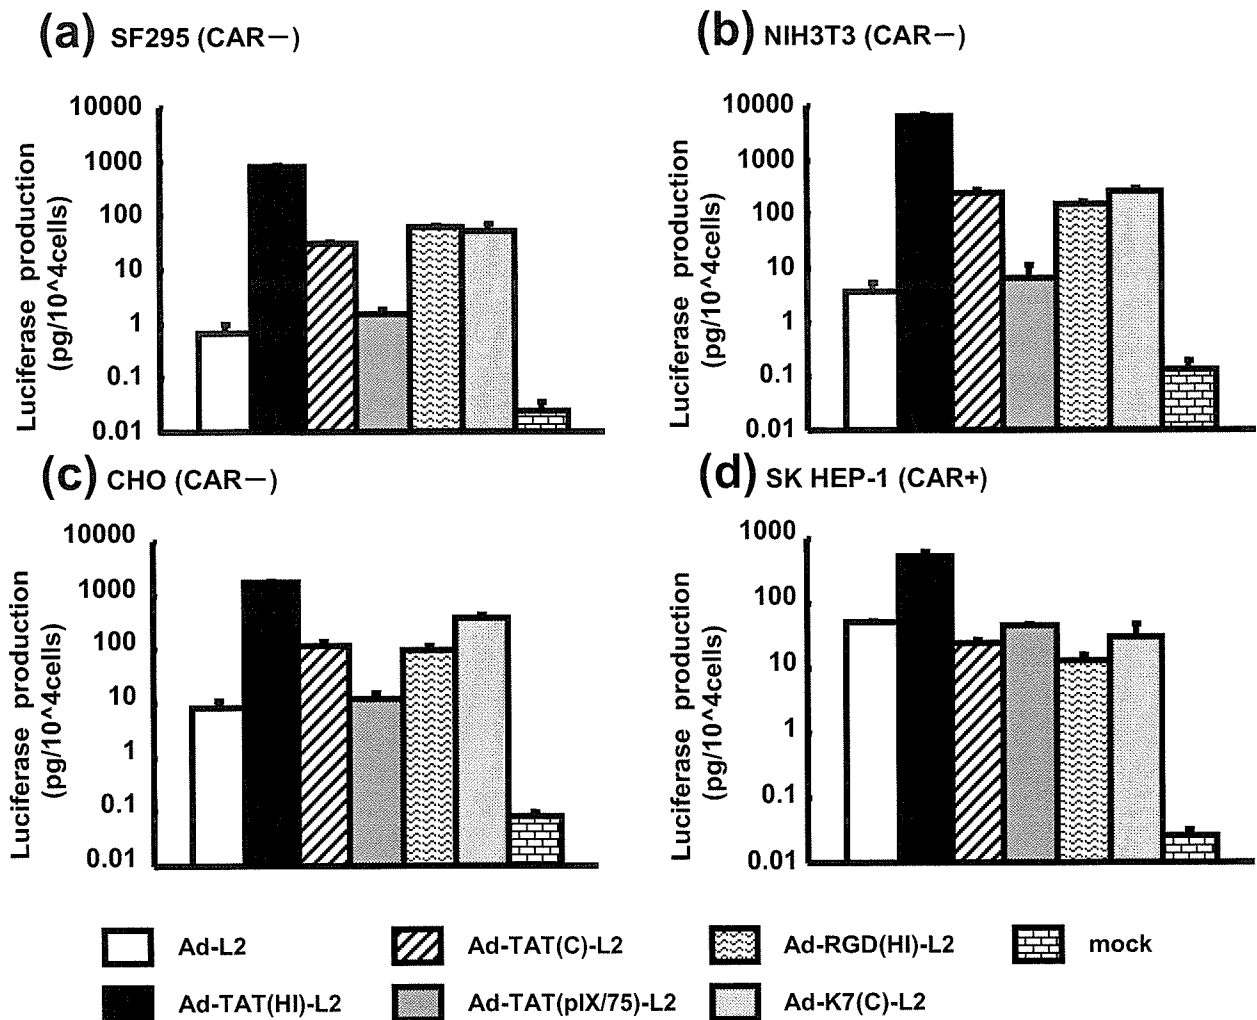 (a) SF295 (CAR−)
10000
1000
100
10
1
0.1
0.01
Luciferase production
(pg/10^4cells)
(b) NIH3T3 (CAR−)
10000
1000
100
10
1
0.1
0.01
Luciferase production
(pg/10^4cells)
(c) CHO (CAR−)
10000
1000
100
10
1
0.1
0.01
Luciferase production
(pg/10^4cells)
(d) SK HEP-1 (CAR+)
1000
100
10
1
0.1
0.01
Luciferase production
(pg/10^4cells)
Ad-L2
Ad-TAT(C)-L2
Ad-RGD(HI)-L2
mock
Ad-TAT(HI)-L2
Ad-TAT(pIX/75)-L2
Ad-K7(C)-L2